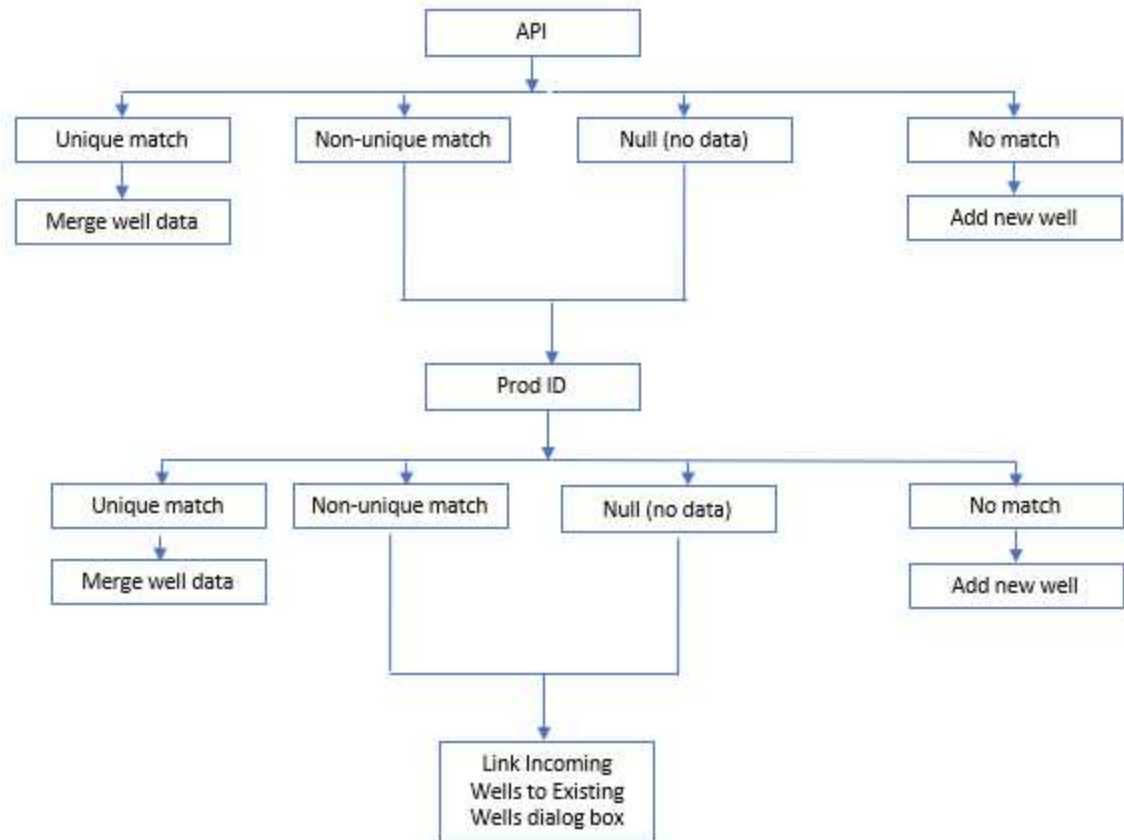 API
Unique match
Non-unique match
Null (no data)
No match
Merge well data
Add new well
Prod ID
Unique match
Non-unique match
Null (no data)
No match
Merge well data
Add new well
Link Incoming
Wells to Existing
Wells dialog box